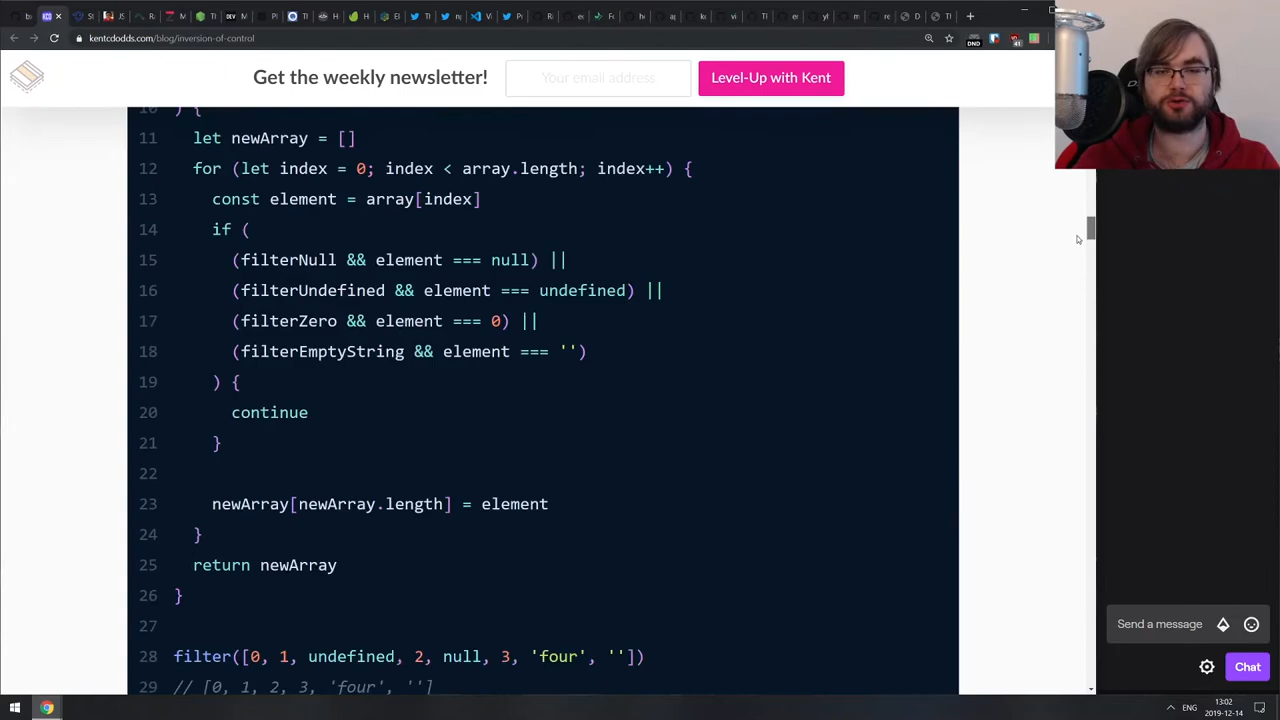 kentcdodds.com/blog/inversion-of-control
DND
41
Get the weekly newsletter!
Your email address
Level-Up with Kent
10 ) {
11 let newArray = []
12 for (let index = 0; index < array.length; index++) {
13 const element = array[index]
14 if (
15 (filterNull && element === null) ||
16 (filterUndefined && element === undefined) ||
17 (filterZero && element === 0) ||
18 (filterEmptyString && element === '')
19 ) {
20 continue
21 }
22
23 newArray[newArray.length] = element
24 }
25 return newArray
26 }
27
28 filter([0, 1, undefined, 2, null, 3, 'four', ''])
29 // [0, 1, 2, 3, 'four', '']
Send a message
Chat
ENG
13:02
2019-12-14